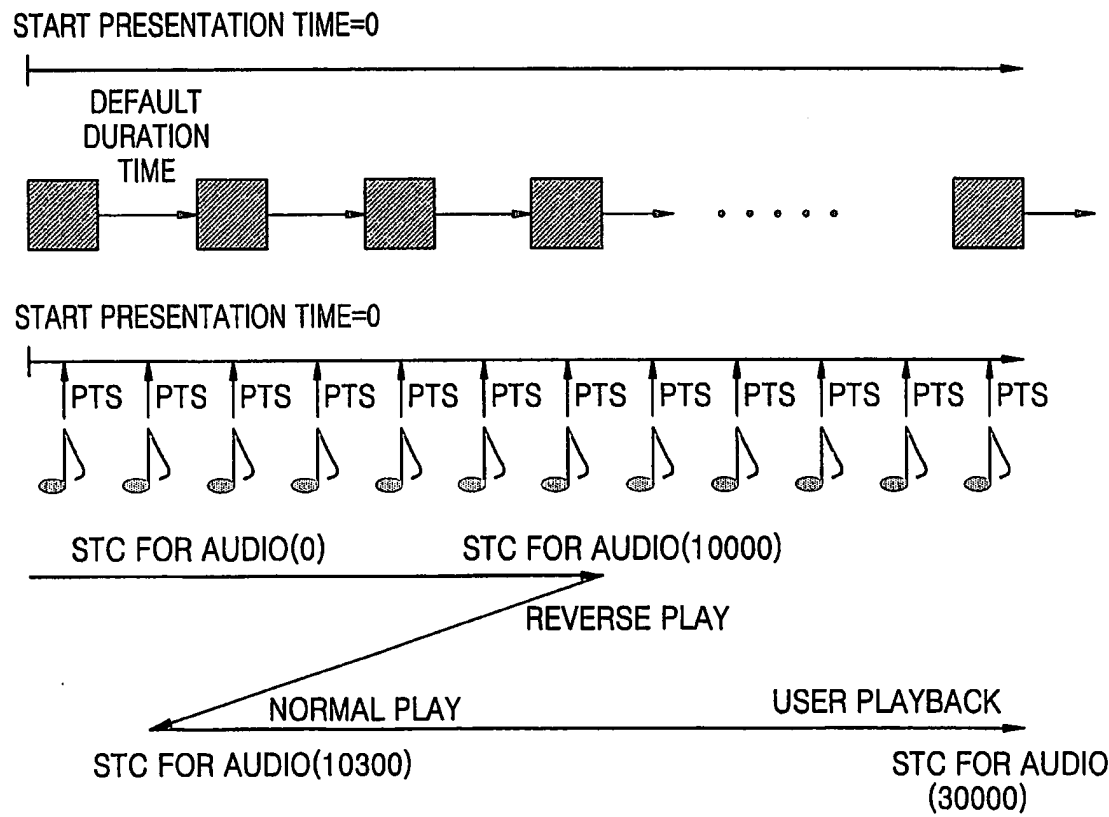 START PRESENTATION TIME=0
DEFAULT
DURATION
TIME
START PRESENTATION TIME=0
PTS PTS PTS PTS PTS PTS PTS PTS PTS PTS PTS PTS
STC FOR AUDIO(0) STC FOR AUDIO(10000)
REVERSE PLAY
NORMAL PLAY USER PLAYBACK
STC FOR AUDIO(10300) STC FOR AUDIO
(30000)